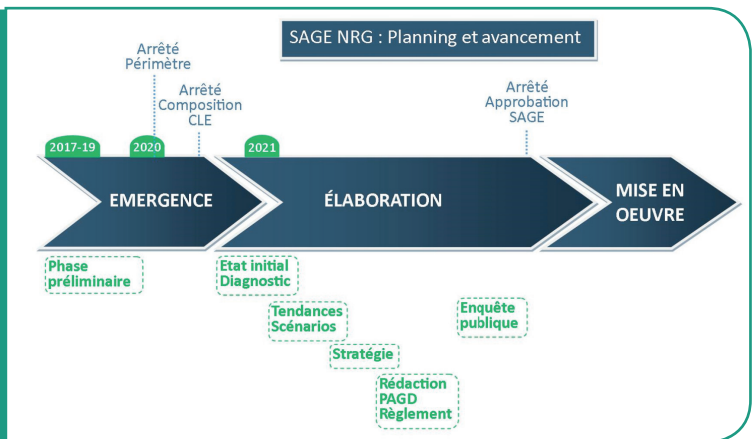 SAGE NRG : Planning et avancement
Arrêté
Périmètre
Arrêté
Composition
CLE
Arrêté
Approbation
SAGE
2017-19
2020
2021
EMERGENCE
ÉLABORATION
MISE EN
OEUVRE
Phase
préliminaire
Etat initial
Diagnostic
Tendances
Scénarios
Stratégie
Rédaction
PAGD
Règlement
Enquête
publique